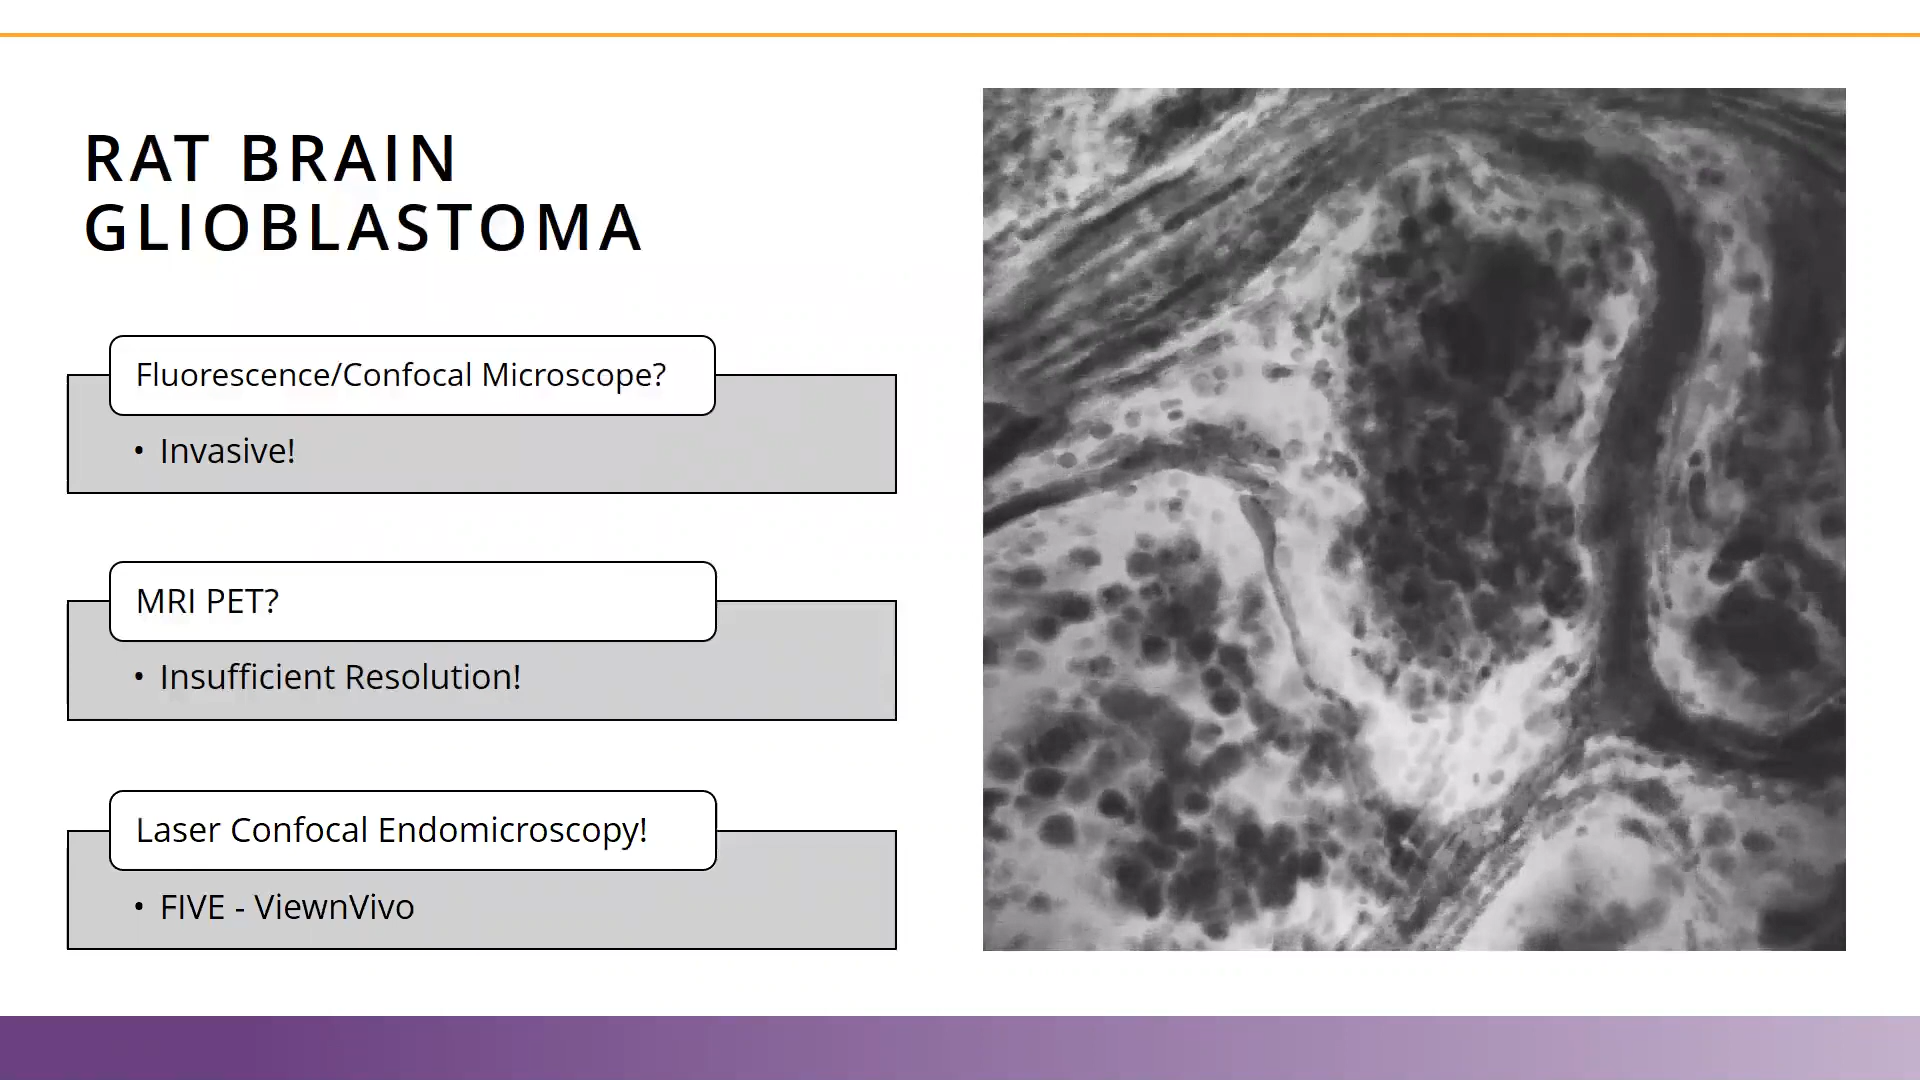 RAT BRAIN
GLIOBLASTOMA
Fluorescence/Confocal Microscope?
• Invasive!
MRI PET?
• Insufficient Resolution!
Laser Confocal Endomicroscopy!
• FIVE - ViewnVivo